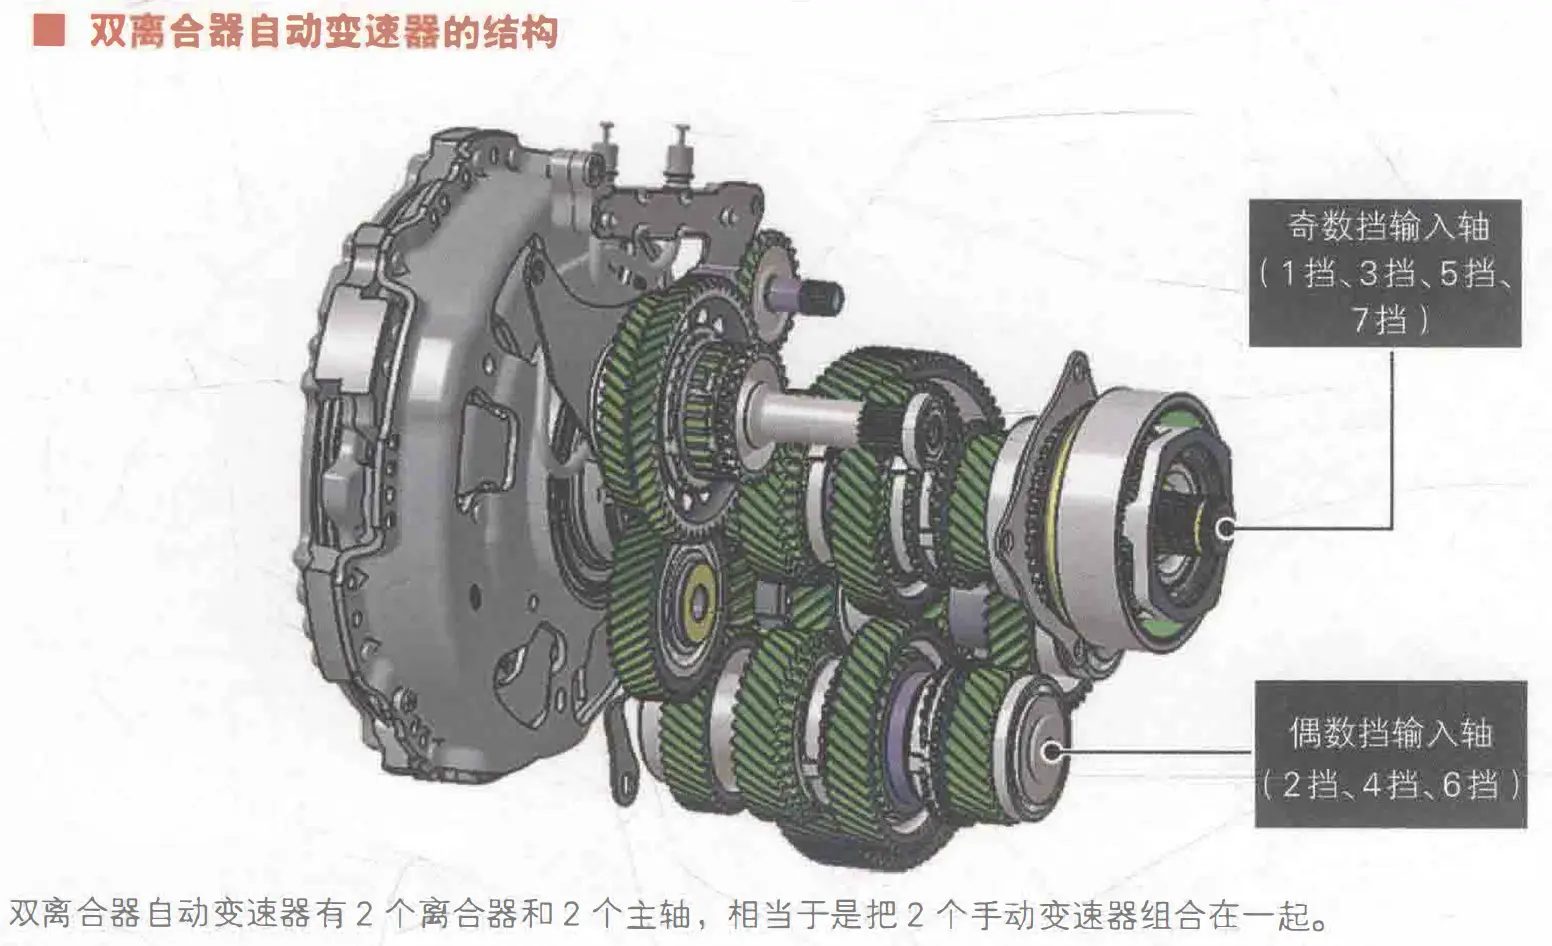 双离合器自动变速器的结构
奇数挡输入轴
(1挡、3挡、5挡、
7挡)
偶数挡输入轴
(2挡、4挡、6挡)
双离合器自动变速器有2个离合器和2个主轴，相当于是把2个手动变速器组合在一起。